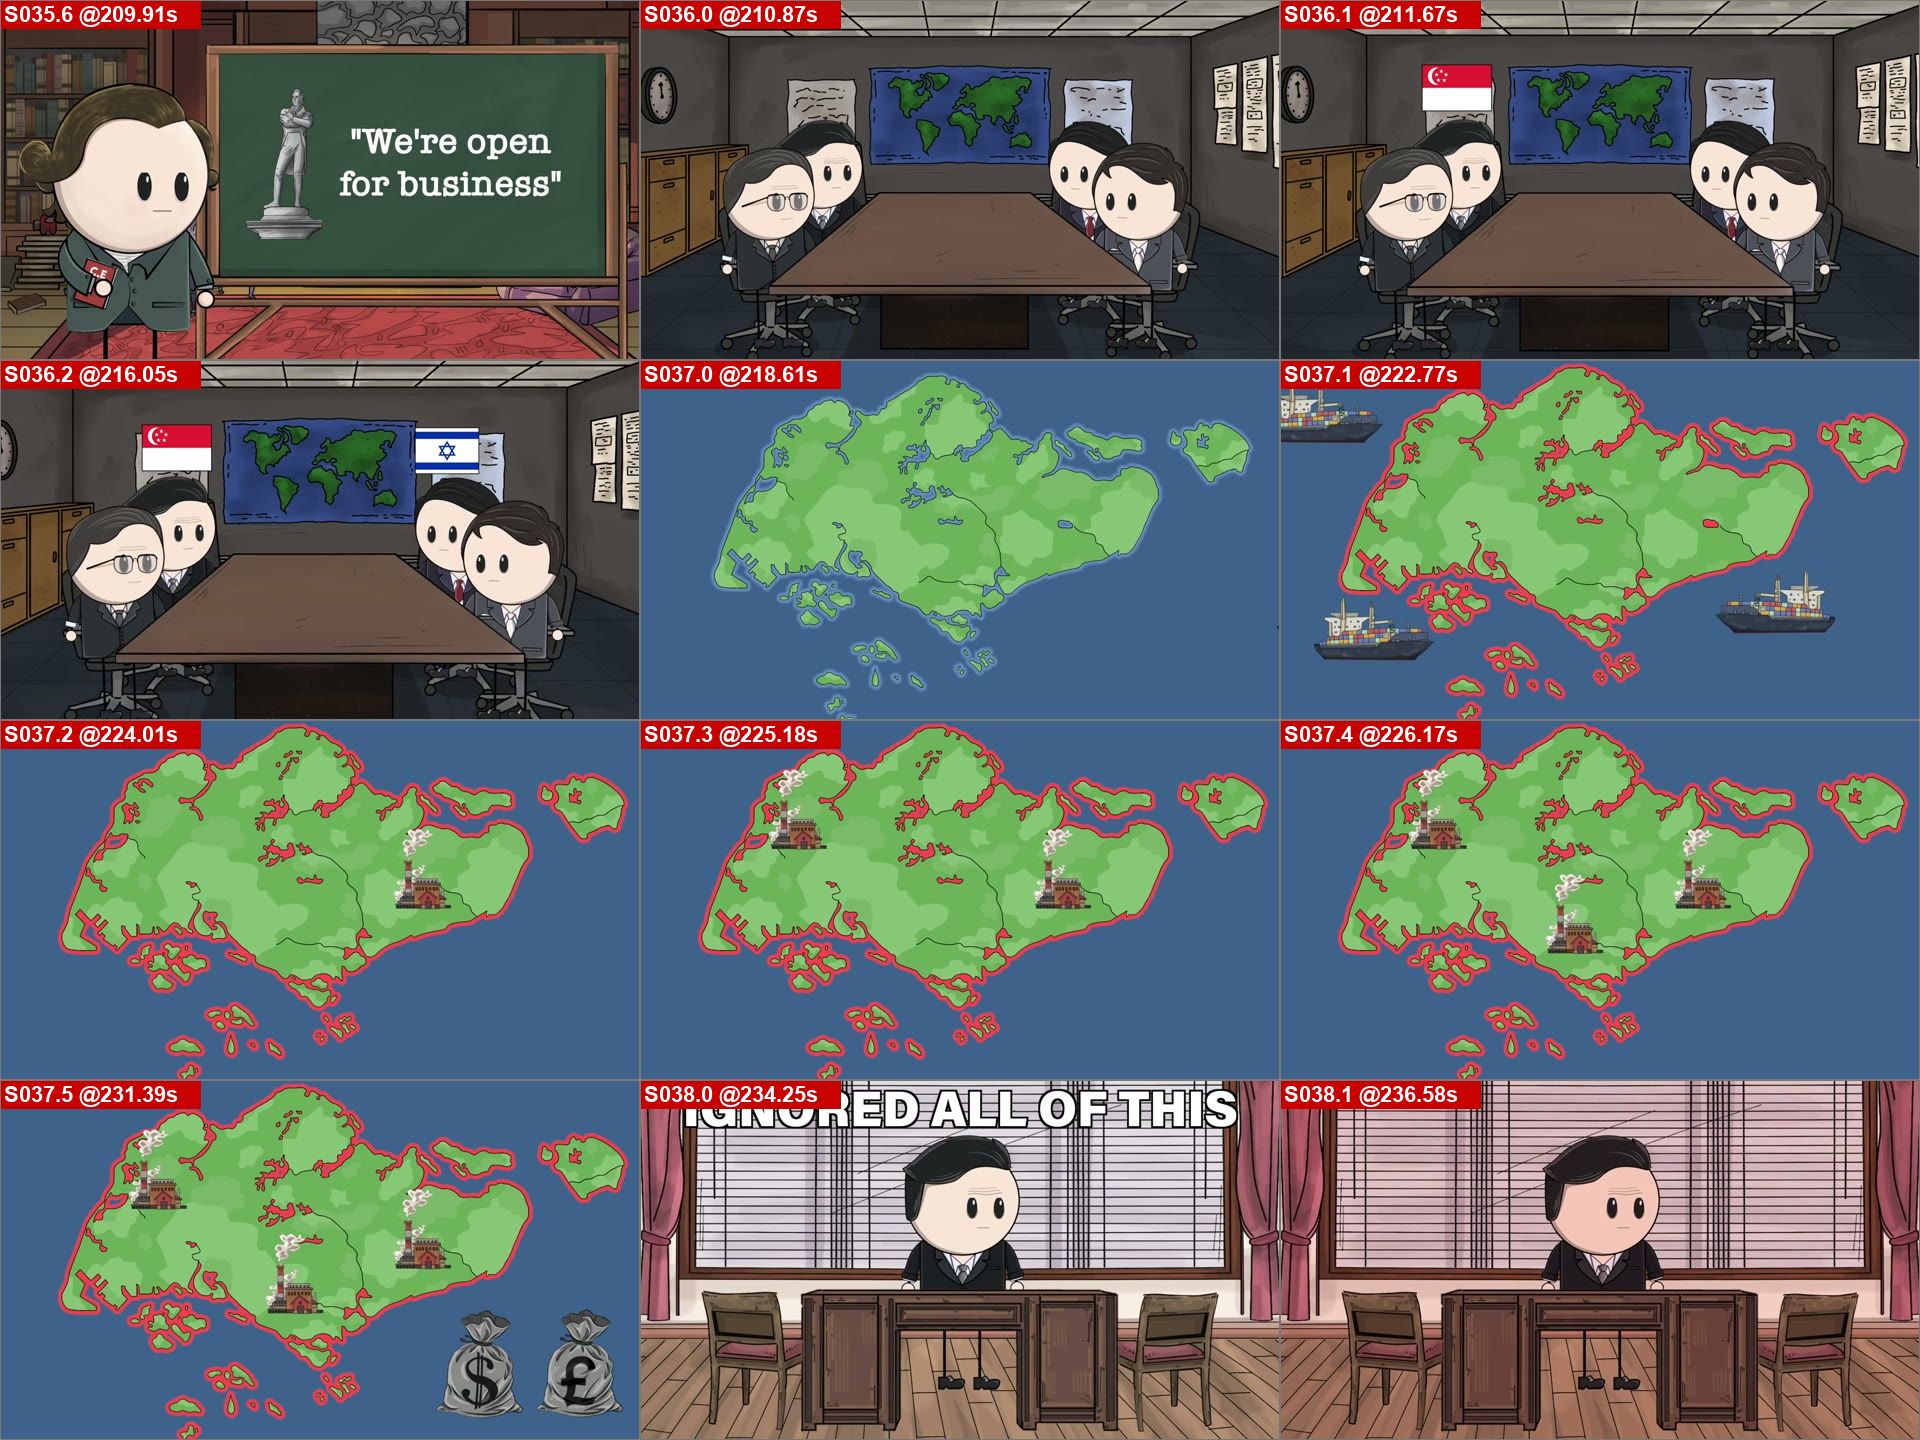 S035.6 @209.91s
C.E
"We're open
for business"
S036.0 @210.87s
S036.1 @211.67s
S036.2 @216.05s
S037.0 @218.61s
S037.1 @222.77s
S037.2 @224.01s
S037.3 @225.18s
S037.4 @226.17s
S037.5 @231.39s
$
£
S038.0 @234.25s
IGNORED ALL OF THIS
S038.1 @236.58s